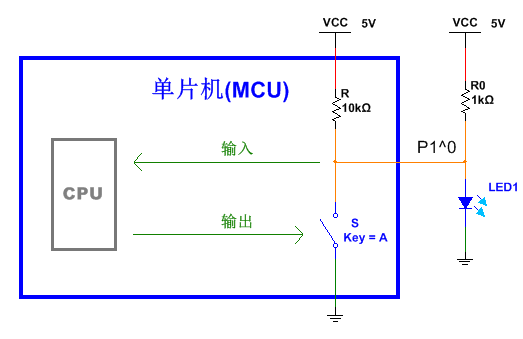 VCC 5V
VCC 5V
单片机(MCU)
R
10kΩ
R0
1kΩ
输入
P1^0
CPU
LED1
输出
S
Key = A